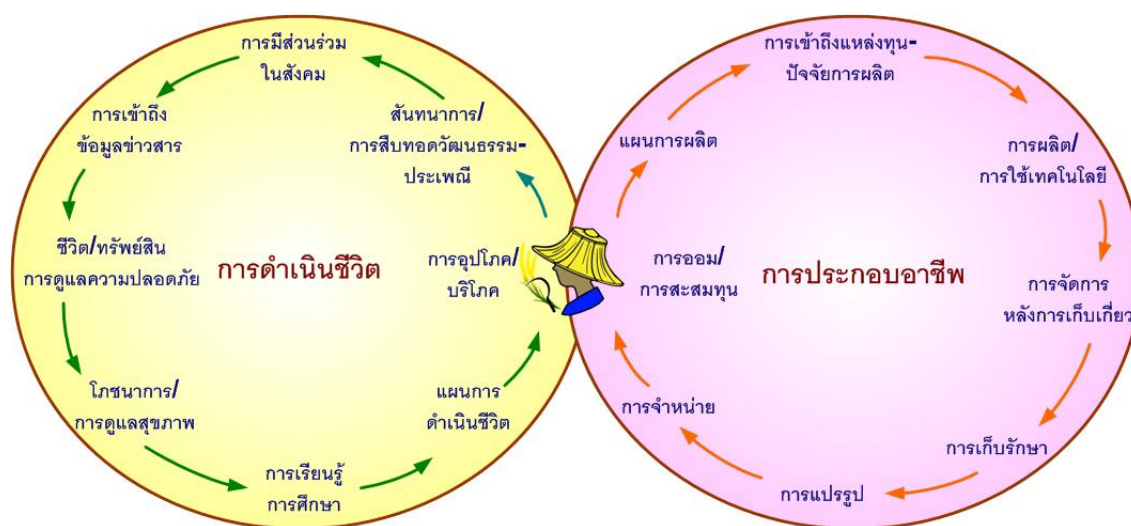 การมีส่วนร่วม
ในสังคม
การเข้าถึง
ข้อมูลข่าวสาร
ชีวิต/ทรัพย์สิน
การดูแลความปลอดภัย
โภชนาการ/
การดูแลสุขภาพ
การเรียนรู้
การศึกษา
แผนการ
ดำเนินชีวิต
การอุปโภค/
บริโภค
สันทนาการ/
การสืบทอดวัฒนธรรม-
ประเพณี
การดำเนินชีวิต
การเข้าถึงแหล่งทุน-
ปัจจัยการผลิต
การผลิต/
การใช้เทคโนโลยี
การจัดการ
หลังการเก็บเกี่ยว
การเก็บรักษา
การแปรรูป
การจำหน่าย
การออม/
การสะสมทุน
แผนการผลิต
การประกอบอาชีพ